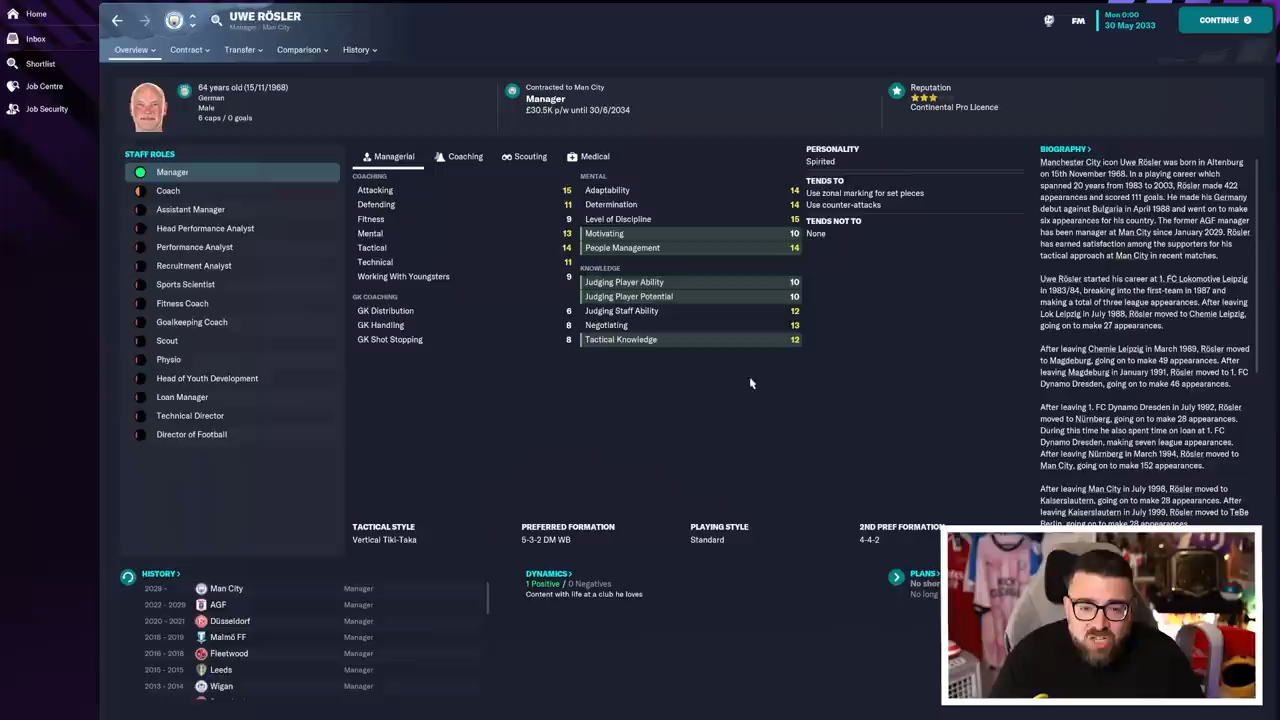 Home
Inbox
Shortlist
Job Centre
Job Security
UWE RÖSLER
Manager - Man City
FM
Mon 0:00
30 May 2033
CONTINUE
Overview
Contract
Transfer
Comparison
History
64 years old (15/11/1968)
German
Male
6 caps / 0 goals
Contracted to Man City
Manager
£30.5K p/w until 30/6/2034
Reputation
Continental Pro Licence
STAFF ROLES
Manager
Coach
Assistant Manager
Head Performance Analyst
Performance Analyst
Recruitment Analyst
Sports Scientist
Fitness Coach
Goalkeeping Coach
Scout
Physio
Head of Youth Development
Loan Manager
Technical Director
Director of Football
Managerial
Coaching
Scouting
Medical
COACHING
Attacking 15
Defending 11
Fitness 9
Mental 13
Tactical 14
Technical 11
Working With Youngsters 9
GK COACHING
GK Distribution 6
GK Handling 8
GK Shot Stopping 8
MENTAL
Adaptability 14
Determination 14
Level of Discipline 15
Motivating 10
People Management 14
KNOWLEDGE
Judging Player Ability 10
Judging Player Potential 10
Judging Staff Ability 12
Negotiating 13
Tactical Knowledge 12
PERSONALITY
Spirited
TENDS TO
Use zonal marking for set pieces
Use counter-attacks
TENDS NOT TO
None
BIOGRAPHY >
Manchester City icon Uwe Rösler was born in Altenburg
on 15th November 1968. In a playing career which
spanned 20 years from 1983 to 2003, Rösler made 422
appearances and scored 111 goals. He made his Germany
debut against Bulgaria in April 1988 and went on to make
six appearances for his country. The former AGF manager
has been manager at Man City since January 2029. Rösler
has earned satisfaction among the supporters for his
tactical approach at Man City in recent matches.
Uwe Rösler started his career at 1. FC Lokomotive Leipzig
in 1983/84, breaking into the first-team in 1987 and
making a total of three league appearances. After leaving
Lok Leipzig in July 1988, Rösler moved to Chemie Leipzig,
going on to make 27 appearances.
After leaving Chemie Leipzig in March 1989, Rösler moved
to Magdeburg, going on to make 49 appearances. After
leaving Magdeburg in January 1991, Rösler moved to 1. FC
Dynamo Dresden, going on to make 46 appearances.
After leaving 1. FC Dynamo Dresden in July 1992, Rösler
moved to Nürnberg, going on to make 28 appearances.
During this time he also spent time on loan at 1. FC
Dynamo Dresden, making seven league appearances.
After leaving Nürnberg in March 1994, Rösler moved to
Man City, going on to make 152 appearances.
After leaving Man City in July 1998, Rösler moved to
Kaiserslautern, going on to make 28 appearances. After
leaving Kaiserslautern in July 1999, Rösler moved to TeBe
Berlin, going on to make 28 appearances.
TACTICAL STYLE
Vertical Tiki-Taka
PREFERRED FORMATION
5-3-2 DM WB
PLAYING STYLE
Standard
2ND PREF FORMATION
4-4-2
HISTORY >
2029 - Man City Manager
2022 - 2029 AGF Manager
2020 - 2021 Düsseldorf Manager
2018 - 2019 Malmö FF Manager
2016 - 2018 Fleetwood Manager
2015 - 2015 Leeds Manager
2013 - 2014 Wigan Manager
DYNAMICS >
1 Positive / 0 Negatives
Content with life at a club he loves
PLANS >
No
No long